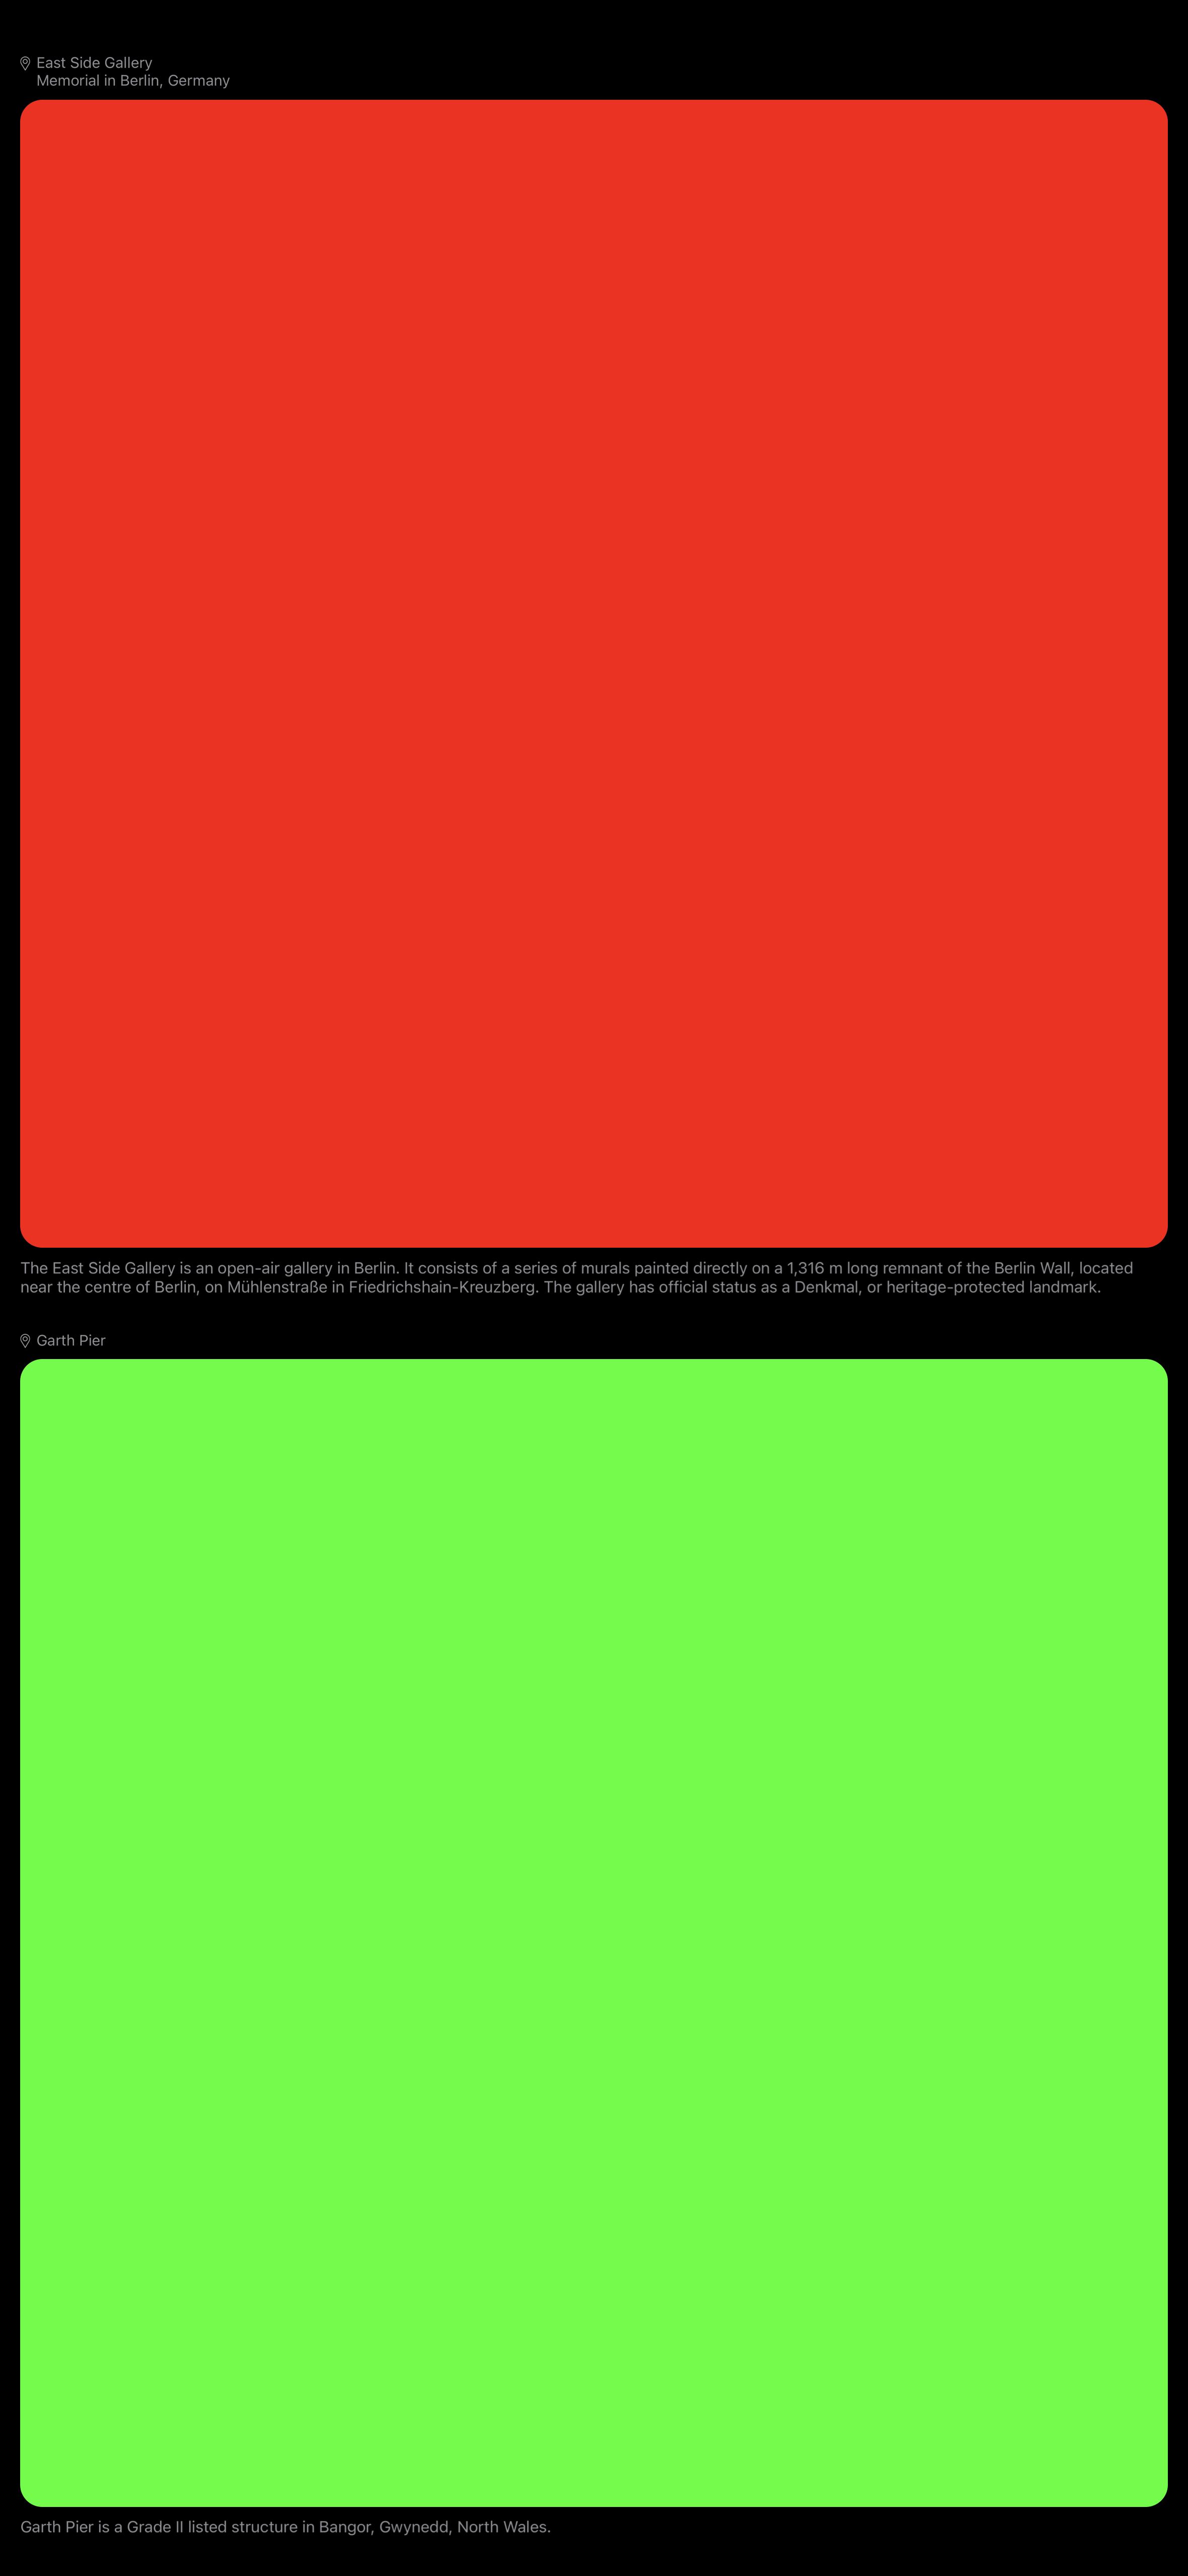 East Side Gallery
Memorial in Berlin, Germany
The East Side Gallery is an open-air gallery in Berlin. It consists of a series of murals painted directly on a 1,316 m long remnant of the Berlin Wall, located
near the centre of Berlin, on Mühlenstraße in Friedrichshain-Kreuzberg. The gallery has official status as a Denkmal, or heritage-protected landmark.
Garth Pier
Garth Pier is a Grade II listed structure in Bangor, Gwynedd, North Wales.